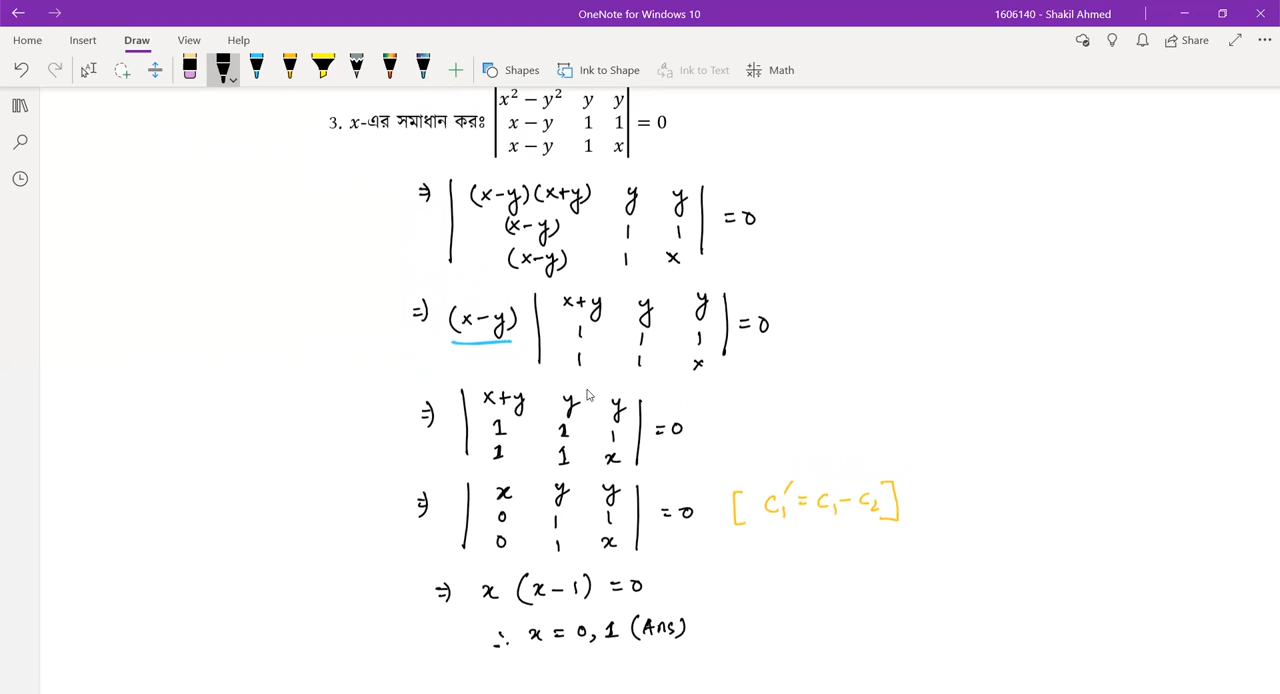 OneNote for Windows 10
1606140 - Shakil Ahmed
Home Insert Draw View Help
Share
Shapes Ink to Shape Ink to Text Math
3. x-এর সমাধান করঃ | x² − y² y y | = 0
| x − y 1 1 |
| x − y 1 x |
⇒ | (x-y)(x+y) y y | = 0
| (x-y) 1 1 |
| (x-y) 1 x |
⇒ (x-y) | x+y y y | = 0
| 1 1 1 |
| 1 1 x |
⇒ | x+y y y | = 0
| 1 1 1 |
| 1 1 x |
⇒ | x y y | = 0 [ c₁′ = c₁ − c₂ ]
| 0 1 1 |
| 0 1 x |
⇒ x (x-1) = 0
∴ x = 0, 1 (Ans)